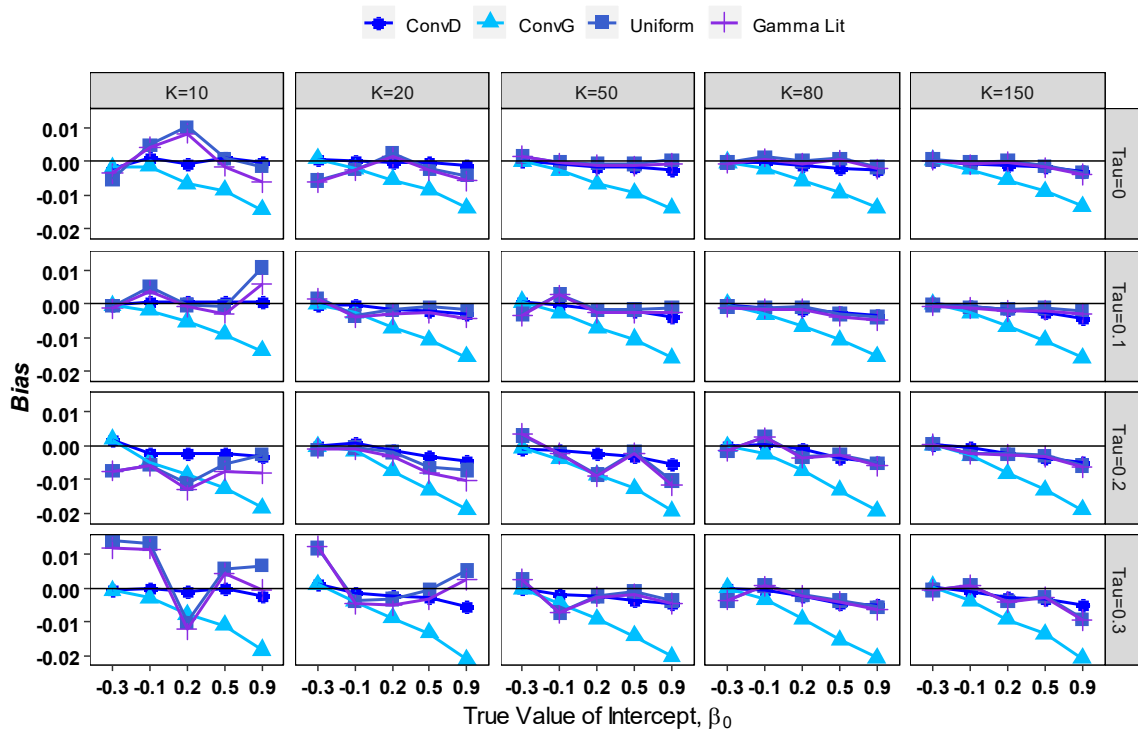 ConvD ConvG Uniform Gamma Lit
K=10 K=20 K=50 K=80 K=150
0.01
0.00
-0.01
-0.02
Tau=0
0.01
0.00
-0.01
-0.02
Tau=0.1
Bias
0.01
0.00
-0.01
-0.02
Tau=0.2
0.01
0.00
-0.01
-0.02
Tau=0.3
-0.3 -0.1 0.2 0.5 0.9 -0.3 -0.1 0.2 0.5 0.9 -0.3 -0.1 0.2 0.5 0.9 -0.3 -0.1 0.2 0.5 0.9 -0.3 -0.1 0.2 0.5 0.9
True Value of Intercept, β₀